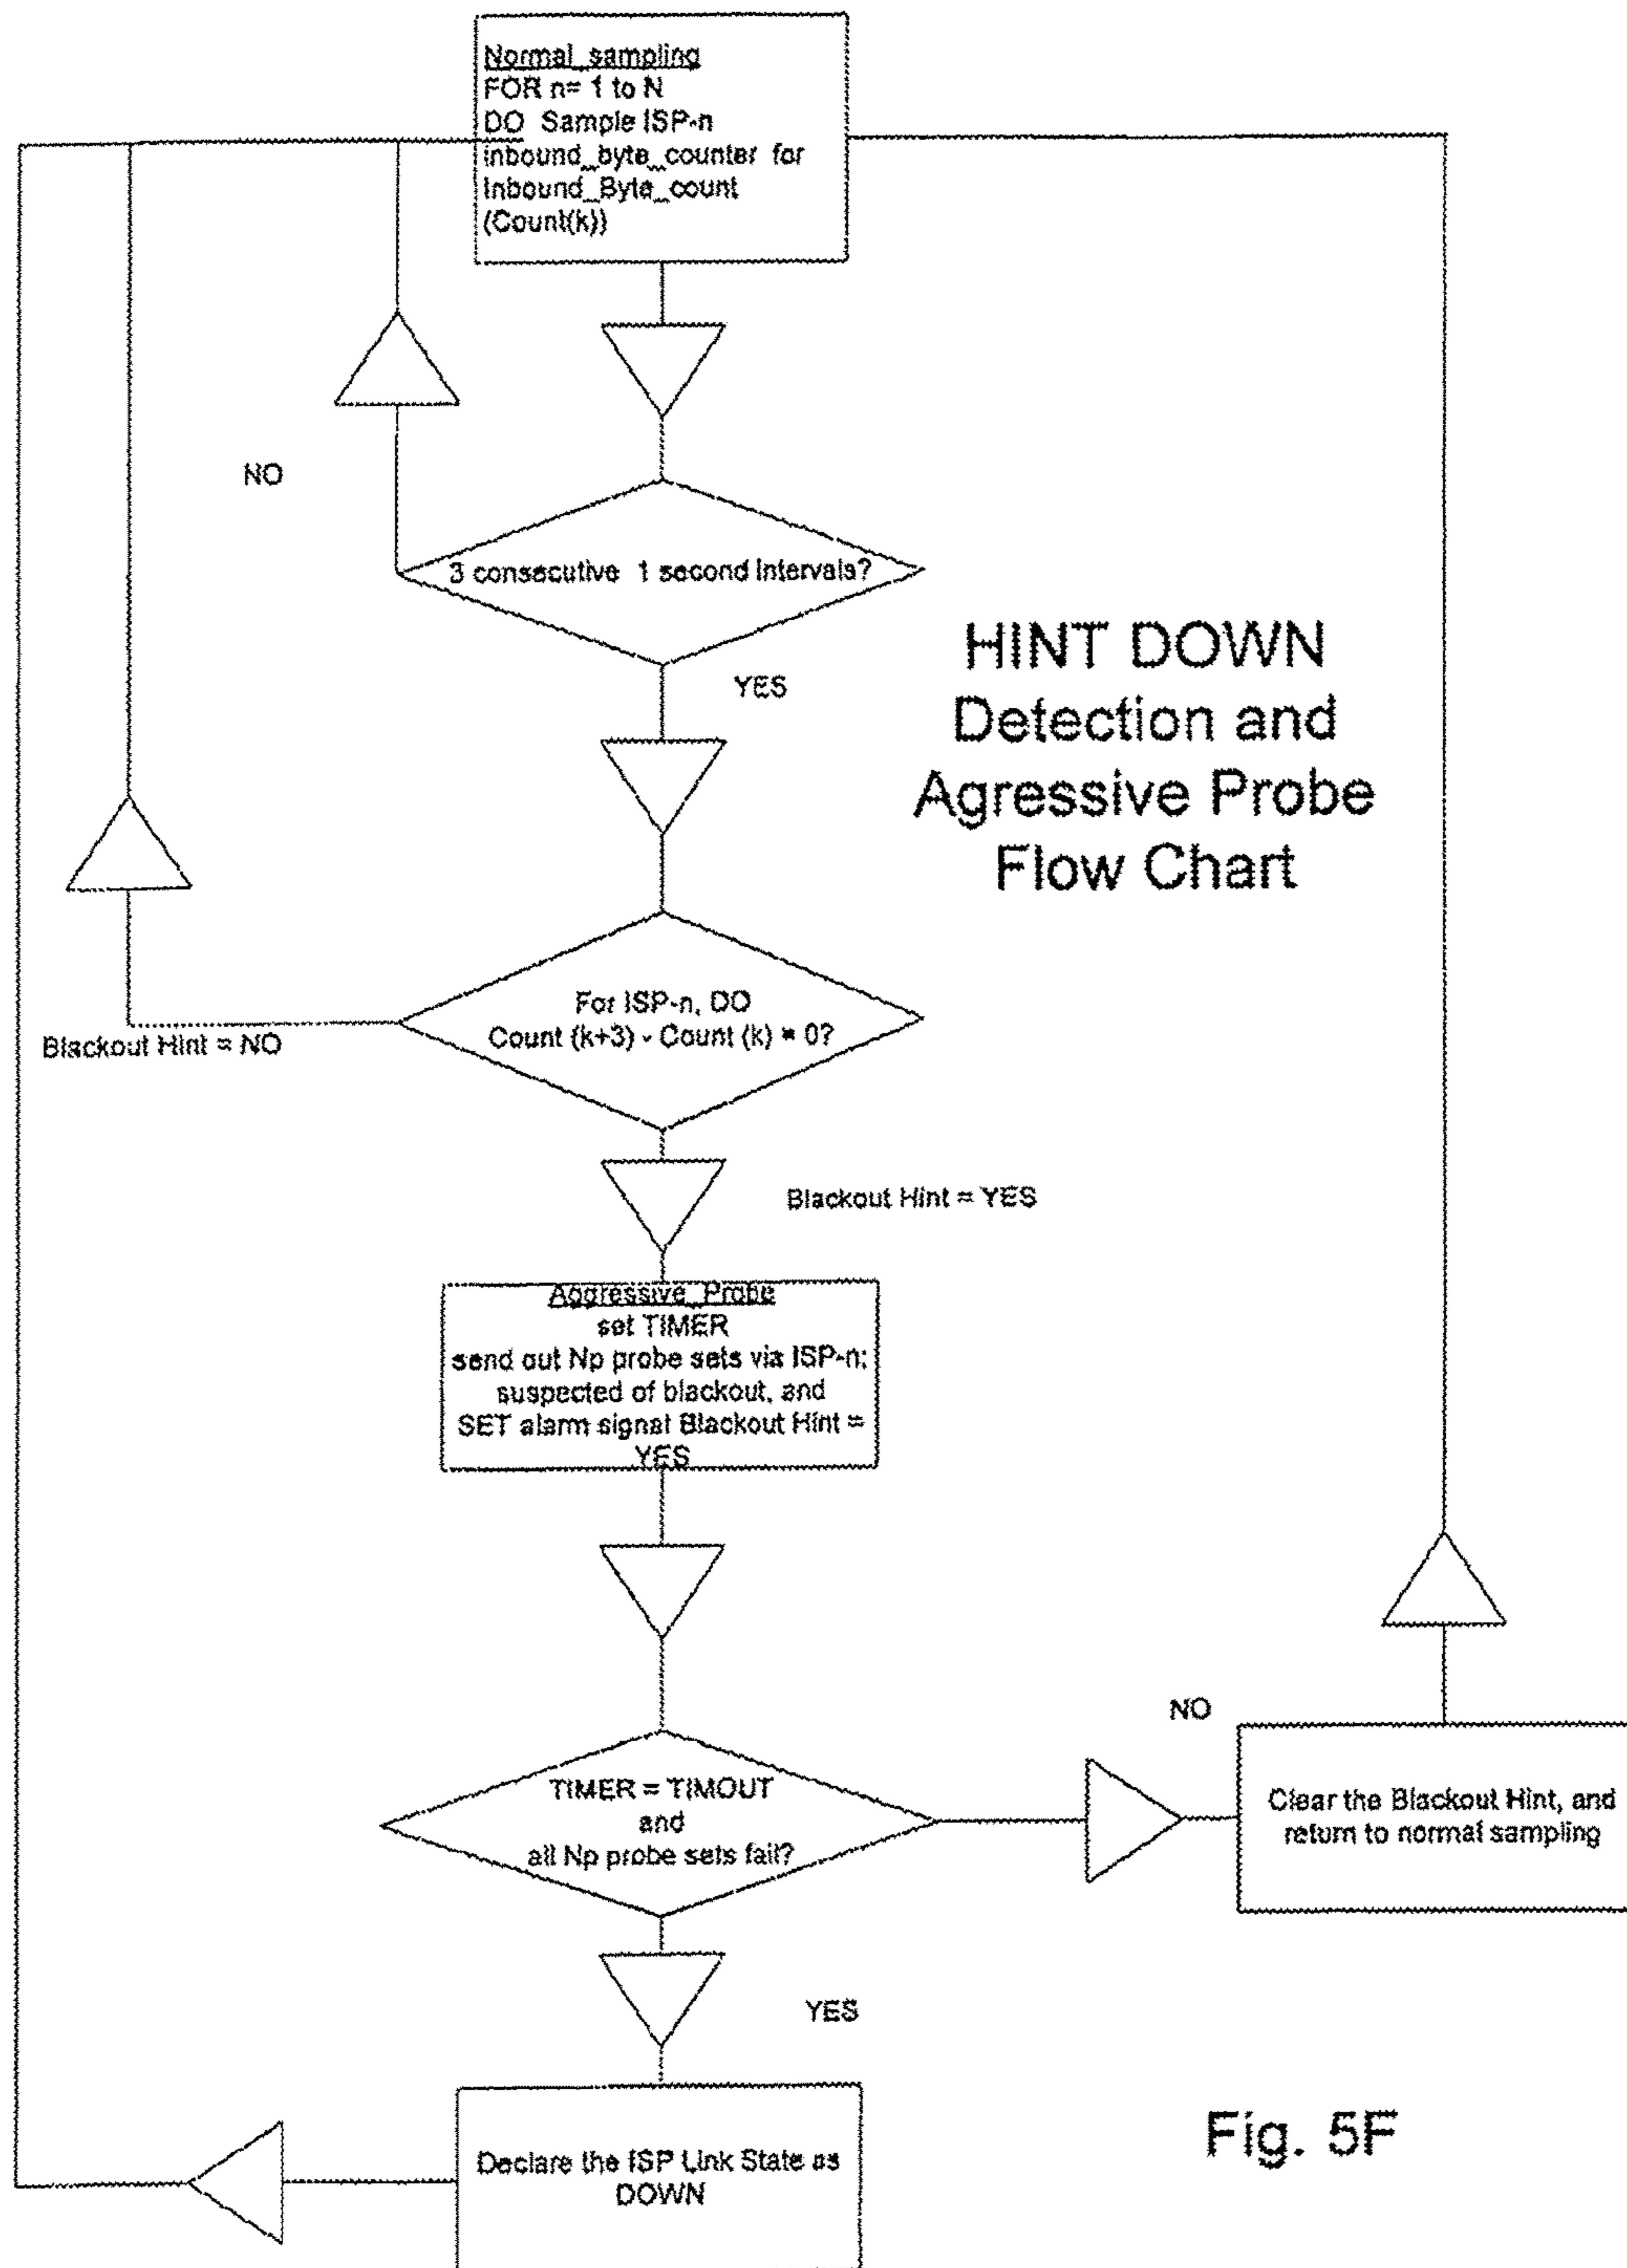 Normal_sampling
FOR n= 1 to N
DO Sample ISP-n
inbound_byte_counter for
Inbound_Byte_count
(Count(k))
NO
3 consecutive 1 second intervals?
YES
HINT DOWN
Detection and
Agressive Probe
Flow Chart
For ISP-n, DO
Count (k+3) - Count (k) = 0?
Blackout Hint = NO
Blackout Hint = YES
Aggressive_Probe
set TIMER
send out Np probe sets via ISP-n;
suspected of blackout, and
SET alarm signal Blackout Hint =
YES
NO
TIMER = TIMOUT
and
all Np probe sets fail?
Clear the Blackout Hint, and
return to normal sampling
YES
Declare the ISP Link State as
DOWN
Fig. 5F